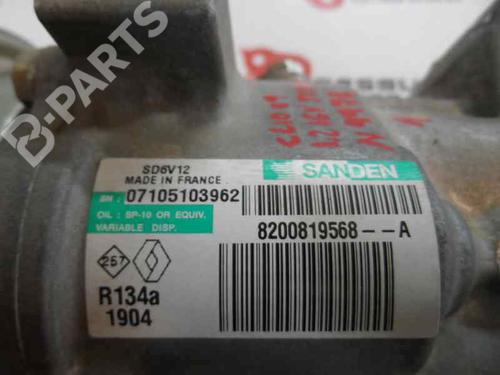 B-PARTS
SD6V12
MADE IN FRANCE
SANDEN
SN: 07105103962
OIL : SP-10 OR EQUIV.
VARIABLE DISP.
8200819568--A
257
R134a
1904